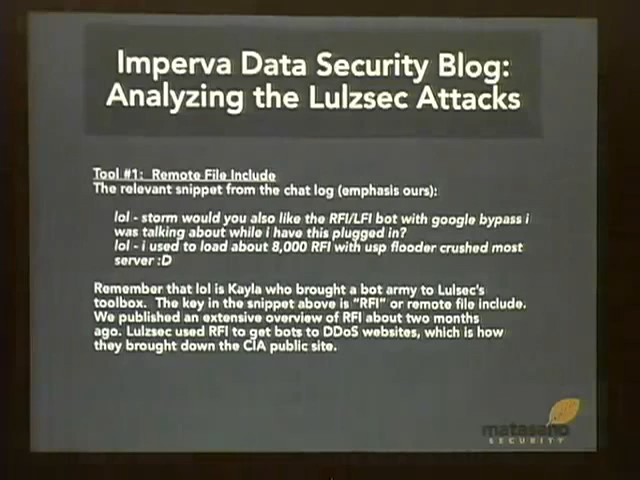 Imperva Data Security Blog:
Analyzing the Lulzsec Attacks
Tool #1: Remote File Include
The relevant snippet from the chat log (emphasis ours):
lol - storm would you also like the RFI/LFI bot with google bypass i
was talking about while i have this plugged in?
lol - i used to load about 8,000 RFI with usp flooder crushed most
server :D
Remember that lol is Kayla who brought a bot army to Lulsec's
toolbox. The key in the snippet above is "RFI" or remote file include.
We published an extensive overview of RFI about two months
ago. Lulzsec used RFI to get bots to DDoS websites, which is how
they brought down the CIA public site.
matasano
SECURITY